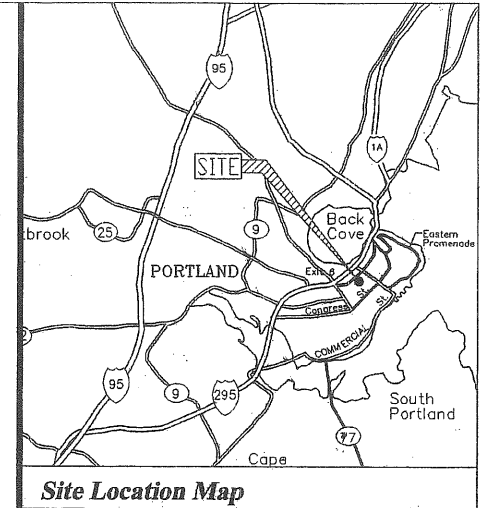 95
1A
SITE
Back
Cove
Eastern
Promenade
brook
25
9
PORTLAND
Exit 6
St.
Congress
St.
COMMERCIAL
2
95
9
295
South
Portland
77
Cape
Site Location Map